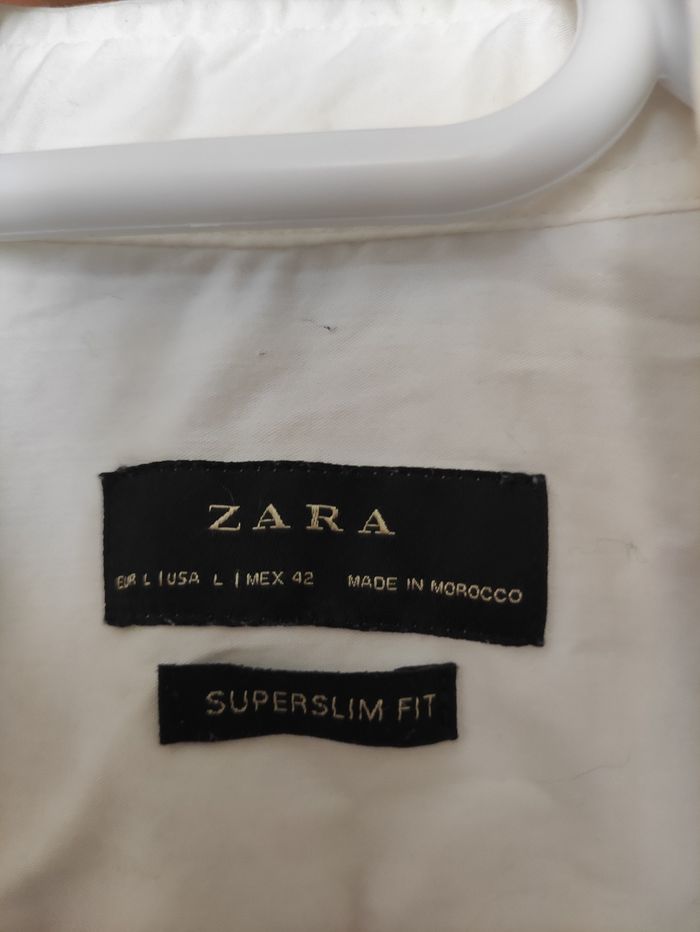 ZARA
EUR L | USA L | MEX 42 MADE IN MOROCCO
SUPERSLIM FIT